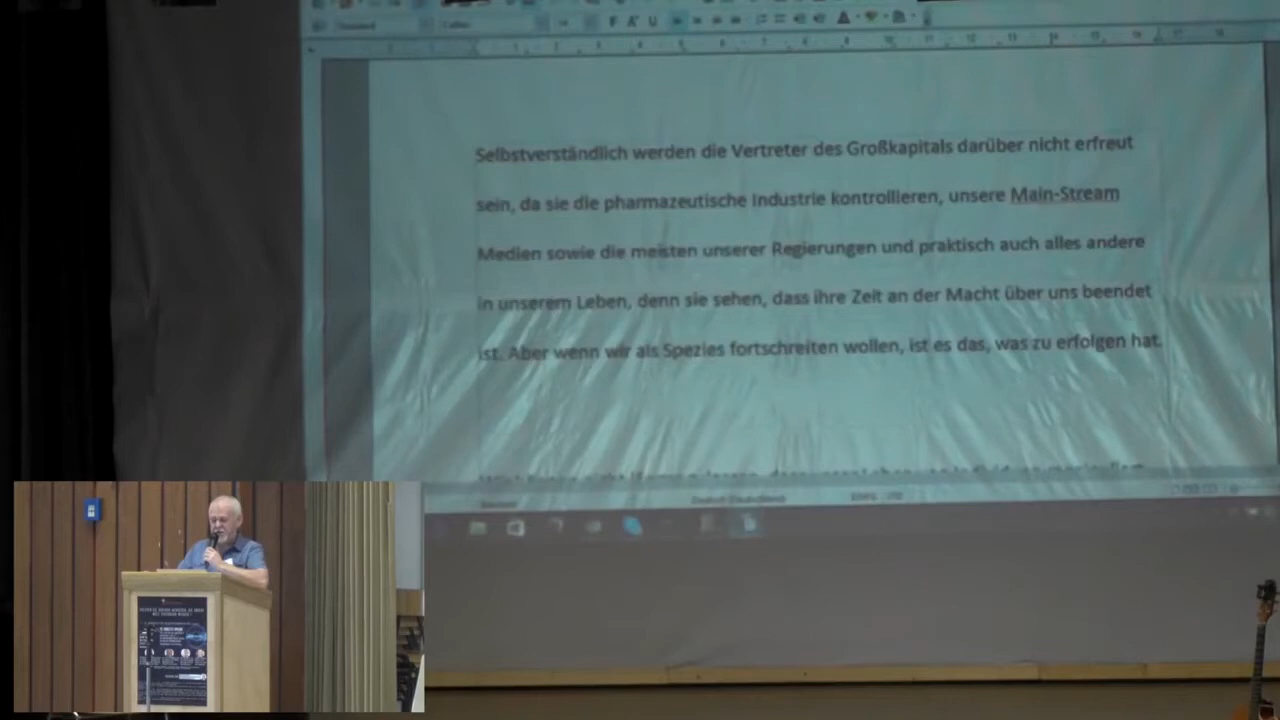 F K U
Selbstverständlich werden die Vertreter des Großkapitals darüber nicht erfreut
sein, da sie die pharmazeutische Industrie kontrollieren, unsere Main-Stream
Medien sowie die meisten unserer Regierungen und praktisch auch alles andere
in unserem Leben, denn sie sehen, dass ihre Zeit an der Macht über uns beendet
ist. Aber wenn wir als Spezies fortschreiten wollen, ist es das, was zu erfolgen hat.